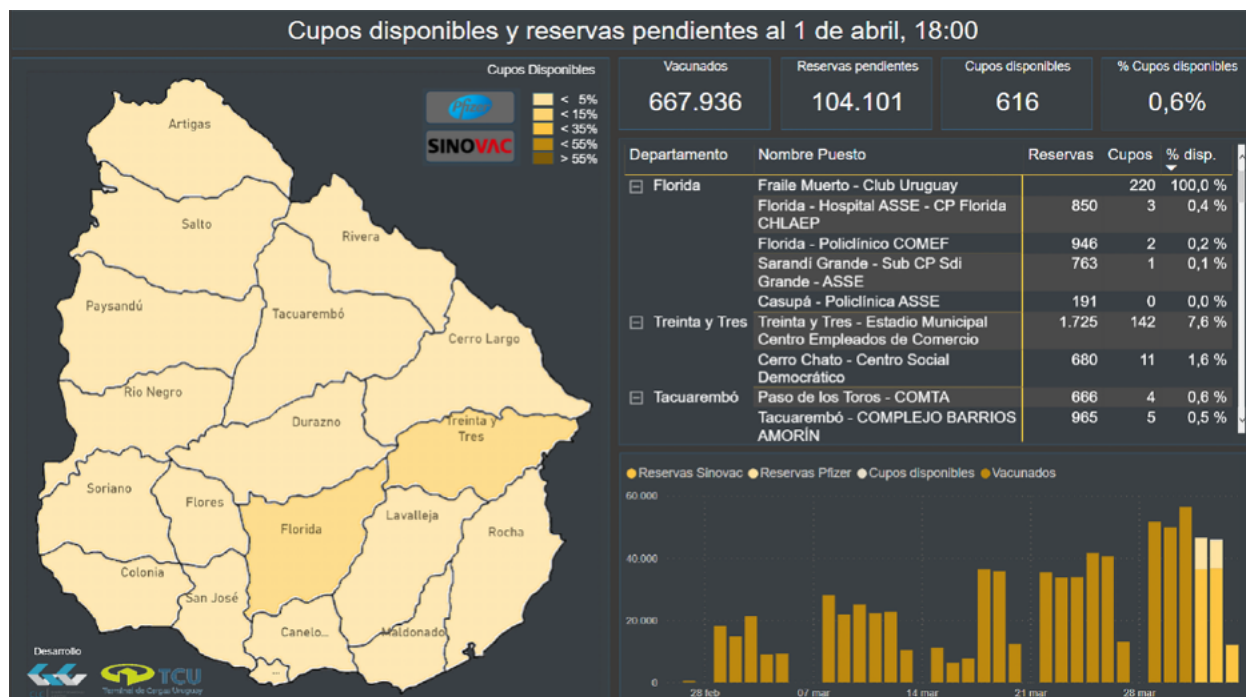 Cupos disponibles y reservas pendientes al 1 de abril, 18:00
Cupos Disponibles
Pfizer
SINOVAC
< 5%
< 15%
< 35%
< 55%
> 55%
Artigas
Salto
Rivera
Paysandú
Tacuarembó
Cerro Largo
Rio Negro
Durazno
Treinta y
Tres
Soriano
Flores
Florida
Lavalleja
Rocha
Colonia
San José
Canelo...
Maldonado
...
Desarrollo
TCU
Terminal de Cargas Uruguay
Vacunados
667.936
Reservas pendientes
104.101
Cupos disponibles
616
% Cupos disponibles
0,6%
Departamento Nombre Puesto Reservas Cupos % disp.
Florida Fraile Muerto - Club Uruguay 220 100,0 %
Florida - Hospital ASSE - CP Florida 850 3 0,4 %
CHLAEP
Florida - Policlínico COMEF 946 2 0,2 %
Sarandí Grande - Sub CP Sdi 763 1 0,1 %
Grande - ASSE
Casupá - Policlínica ASSE 191 0 0,0 %
Treinta y Tres Treinta y Tres - Estadio Municipal 1.725 142 7,6 %
Centro Empleados de Comercio
Cerro Chato - Centro Social 680 11 1,6 %
Democrático
Tacuarembó Paso de los Toros - COMTA 666 4 0,6 %
Tacuarembó - COMPLEJO BARRIOS 965 5 0,5 %
AMORÍN
Reservas Sinovac Reservas Pfizer Cupos disponibles Vacunados
60.000
40.000
20.000
0
28 feb 07 mar 14 mar 21 mar 28 mar